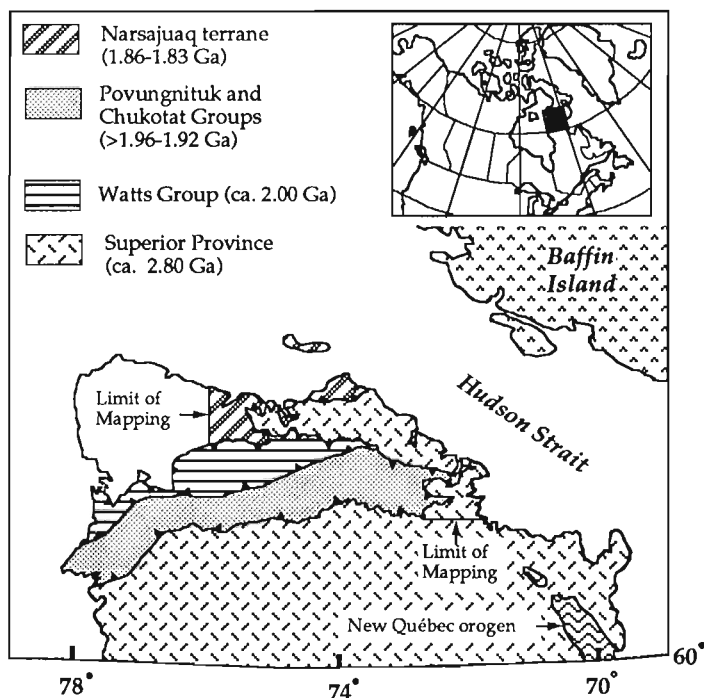 Narsajuaq terrane
(1.86-1.83 Ga)
Povungnituk and
Chukotat Groups
(>1.96-1.92 Ga)
Watts Group (ca. 2.00 Ga)
Superior Province
(ca. 2.80 Ga)
Baffin
Island
Limit of
Mapping
Hudson Strait
Limit of
Mapping
New Québec orogen
60°
78°
74°
70°